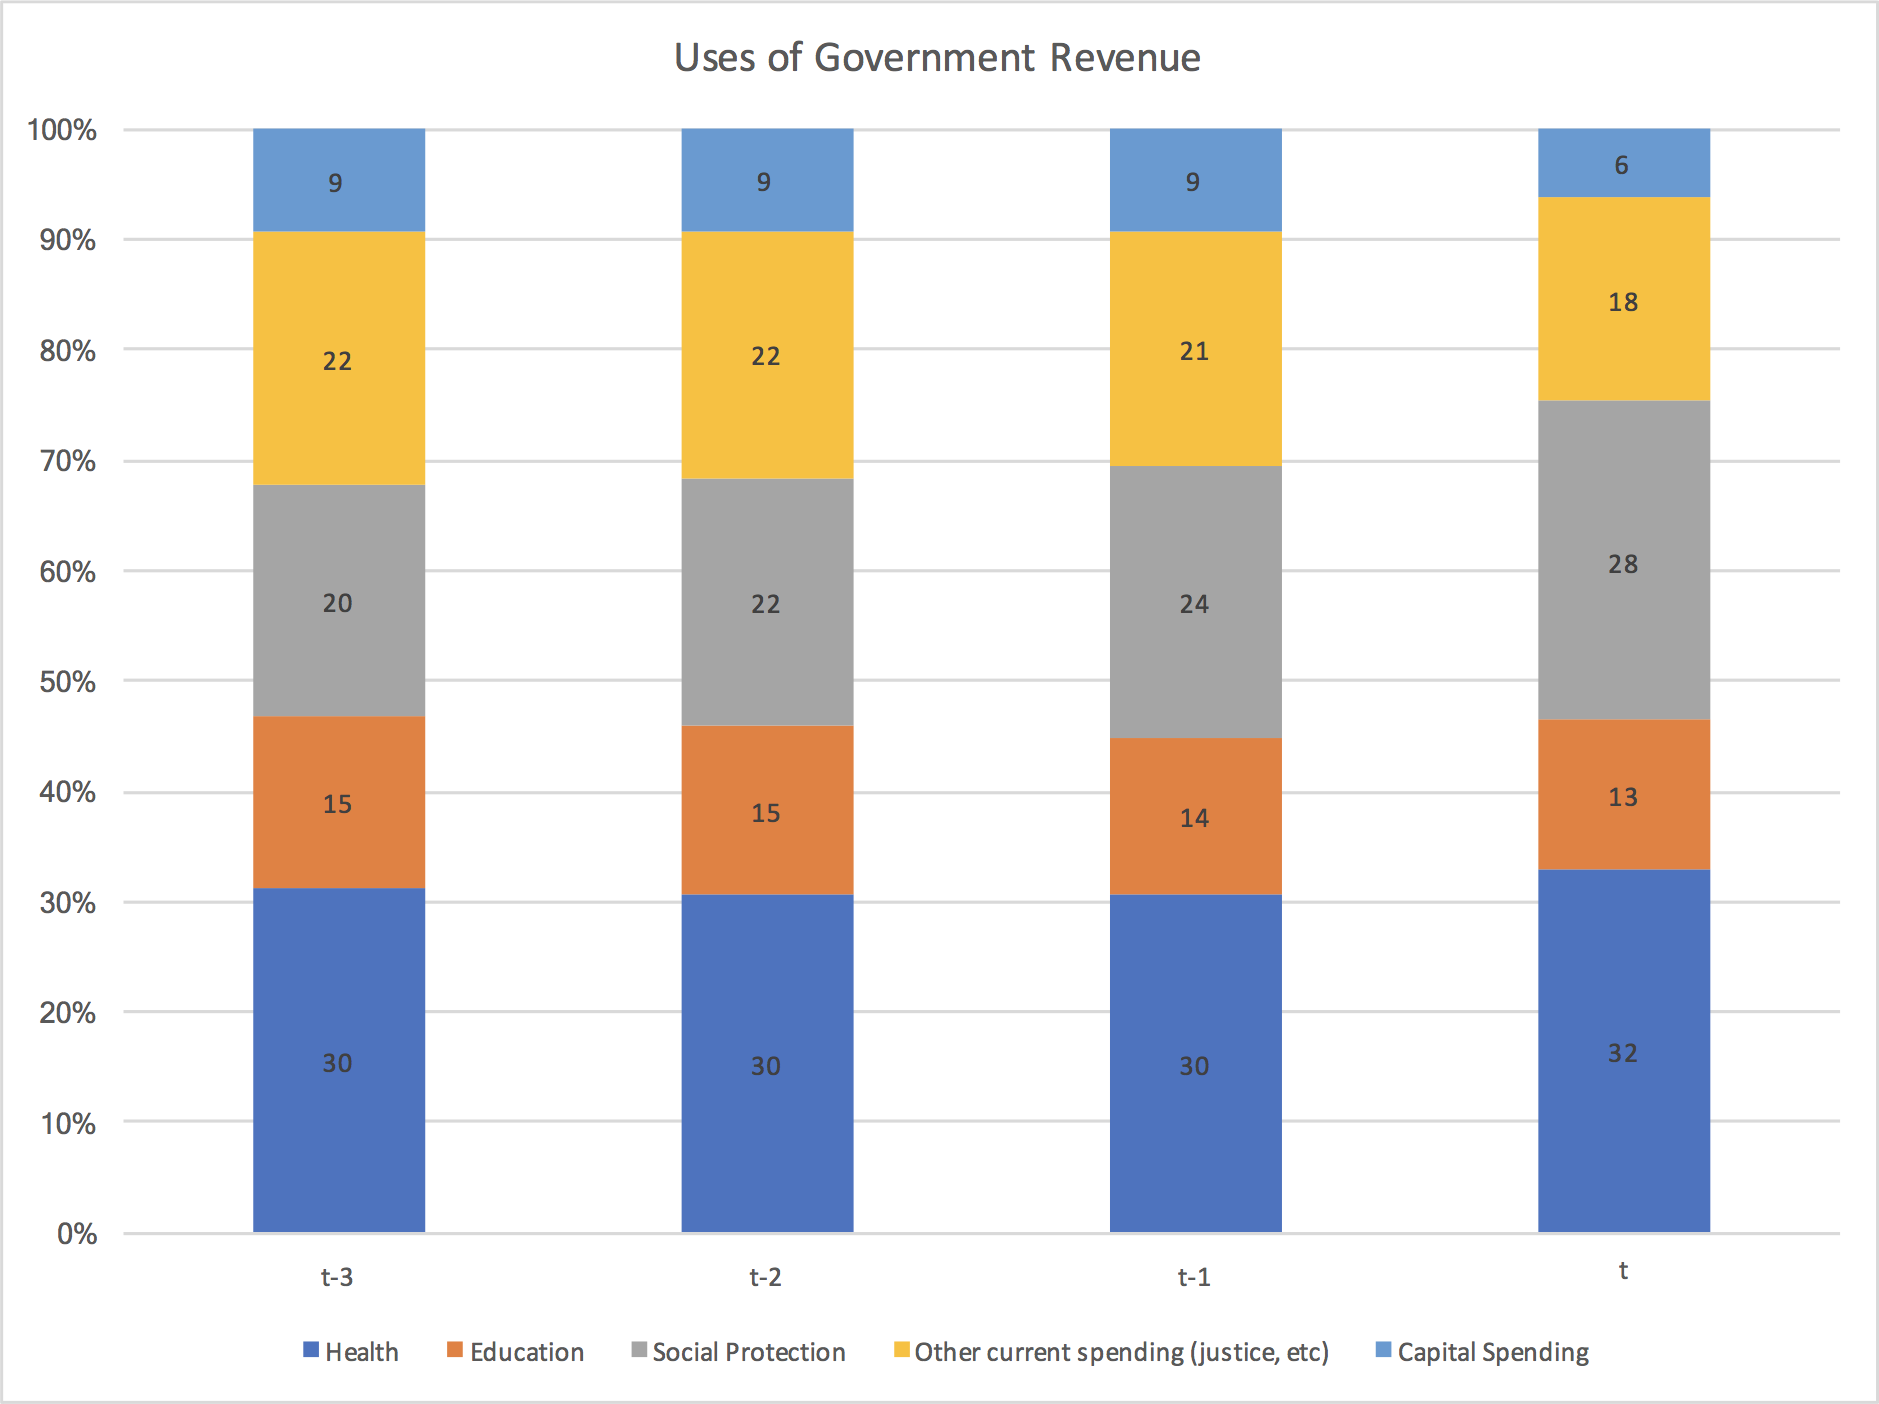 Uses of Government Revenue
100%
90%
80%
70%
60%
50%
40%
30%
20%
10%
0%
9 9 9 6
22 22 21 18
20 22 24 28
15 15 14 13
30 30 30 32
t-3 t-2 t-1 t
Health Education Social Protection Other current spending (justice, etc) Capital Spending